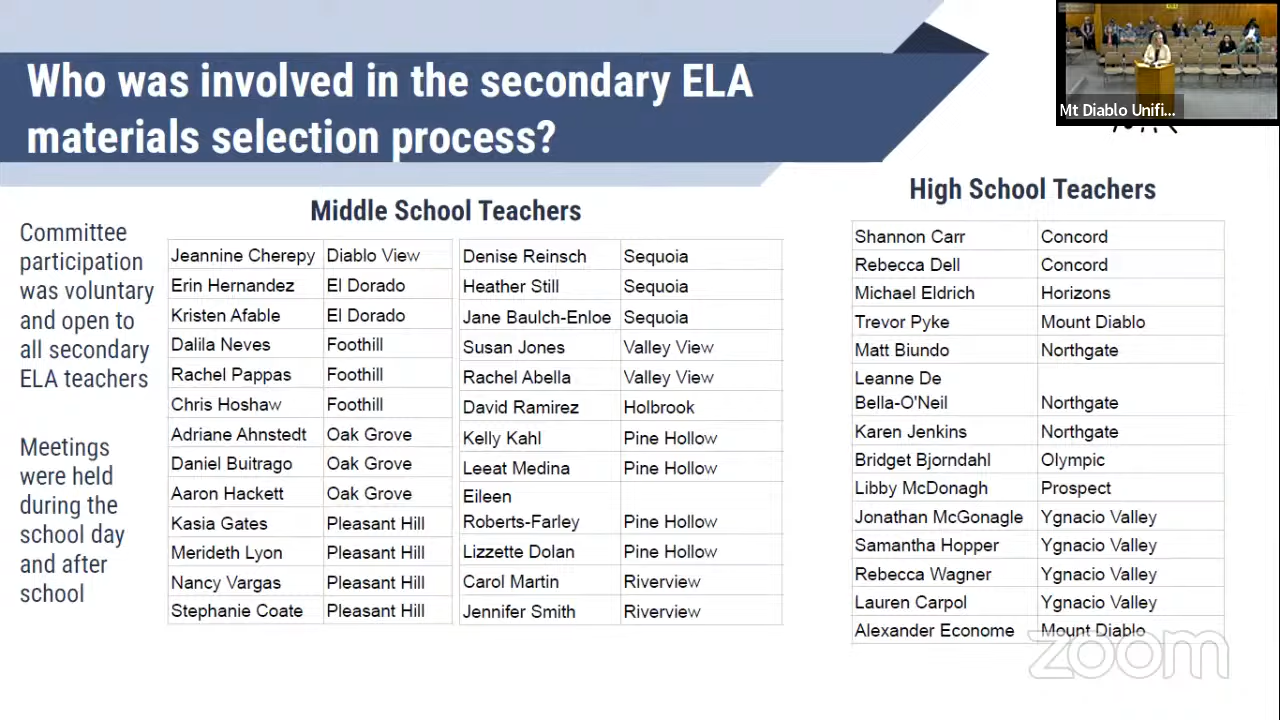 Who was involved in the secondary ELA
materials selection process?
Mt Diablo Unifi...
Committee
participation
was voluntary
and open to
all secondary
ELA teachers
Meetings
were held
during the
school day
and after
school
Middle School Teachers
Jeannine Cherepy Diablo View
Erin Hernandez El Dorado
Kristen Afable El Dorado
Dalila Neves Foothill
Rachel Pappas Foothill
Chris Hoshaw Foothill
Adriane Ahnstedt Oak Grove
Daniel Buitrago Oak Grove
Aaron Hackett Oak Grove
Kasia Gates Pleasant Hill
Merideth Lyon Pleasant Hill
Nancy Vargas Pleasant Hill
Stephanie Coate Pleasant Hill
Denise Reinsch Sequoia
Heather Still Sequoia
Jane Baulch-Enloe Sequoia
Susan Jones Valley View
Rachel Abella Valley View
David Ramirez Holbrook
Kelly Kahl Pine Hollow
Leeat Medina Pine Hollow
Eileen
Roberts-Farley Pine Hollow
Lizzette Dolan Pine Hollow
Carol Martin Riverview
Jennifer Smith Riverview
High School Teachers
Shannon Carr Concord
Rebecca Dell Concord
Michael Eldrich Horizons
Trevor Pyke Mount Diablo
Matt Biundo Northgate
Leanne De
Bella-O'Neil Northgate
Karen Jenkins Northgate
Bridget Bjorndahl Olympic
Libby McDonagh Prospect
Jonathan McGonagle Ygnacio Valley
Samantha Hopper Ygnacio Valley
Rebecca Wagner Ygnacio Valley
Lauren Carpol Ygnacio Valley
Alexander Econome Mount Diablo
zoom